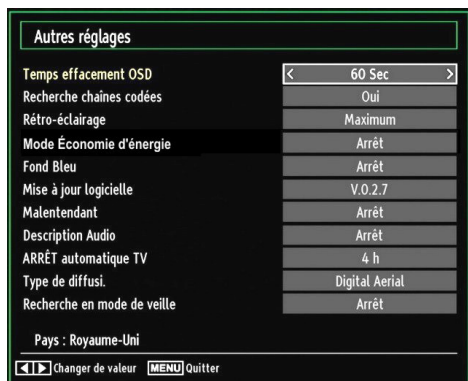 Autres réglages
Temps effacement OSD < 60 Sec >
Recherche chaînes codées Oui
Rétro-éclairage Maximum
Mode Économie d'énergie Arrêt
Fond Bleu Arrêt
Mise à jour logicielle V.0.2.7
Malentendant Arrêt
Description Audio Arrêt
ARRÊT automatique TV 4 h
Type de diffusi. Digital Aerial
Recherche en mode de veille Arrêt
Pays : Royaume-Uni
Changer de valeur MENU Quitter